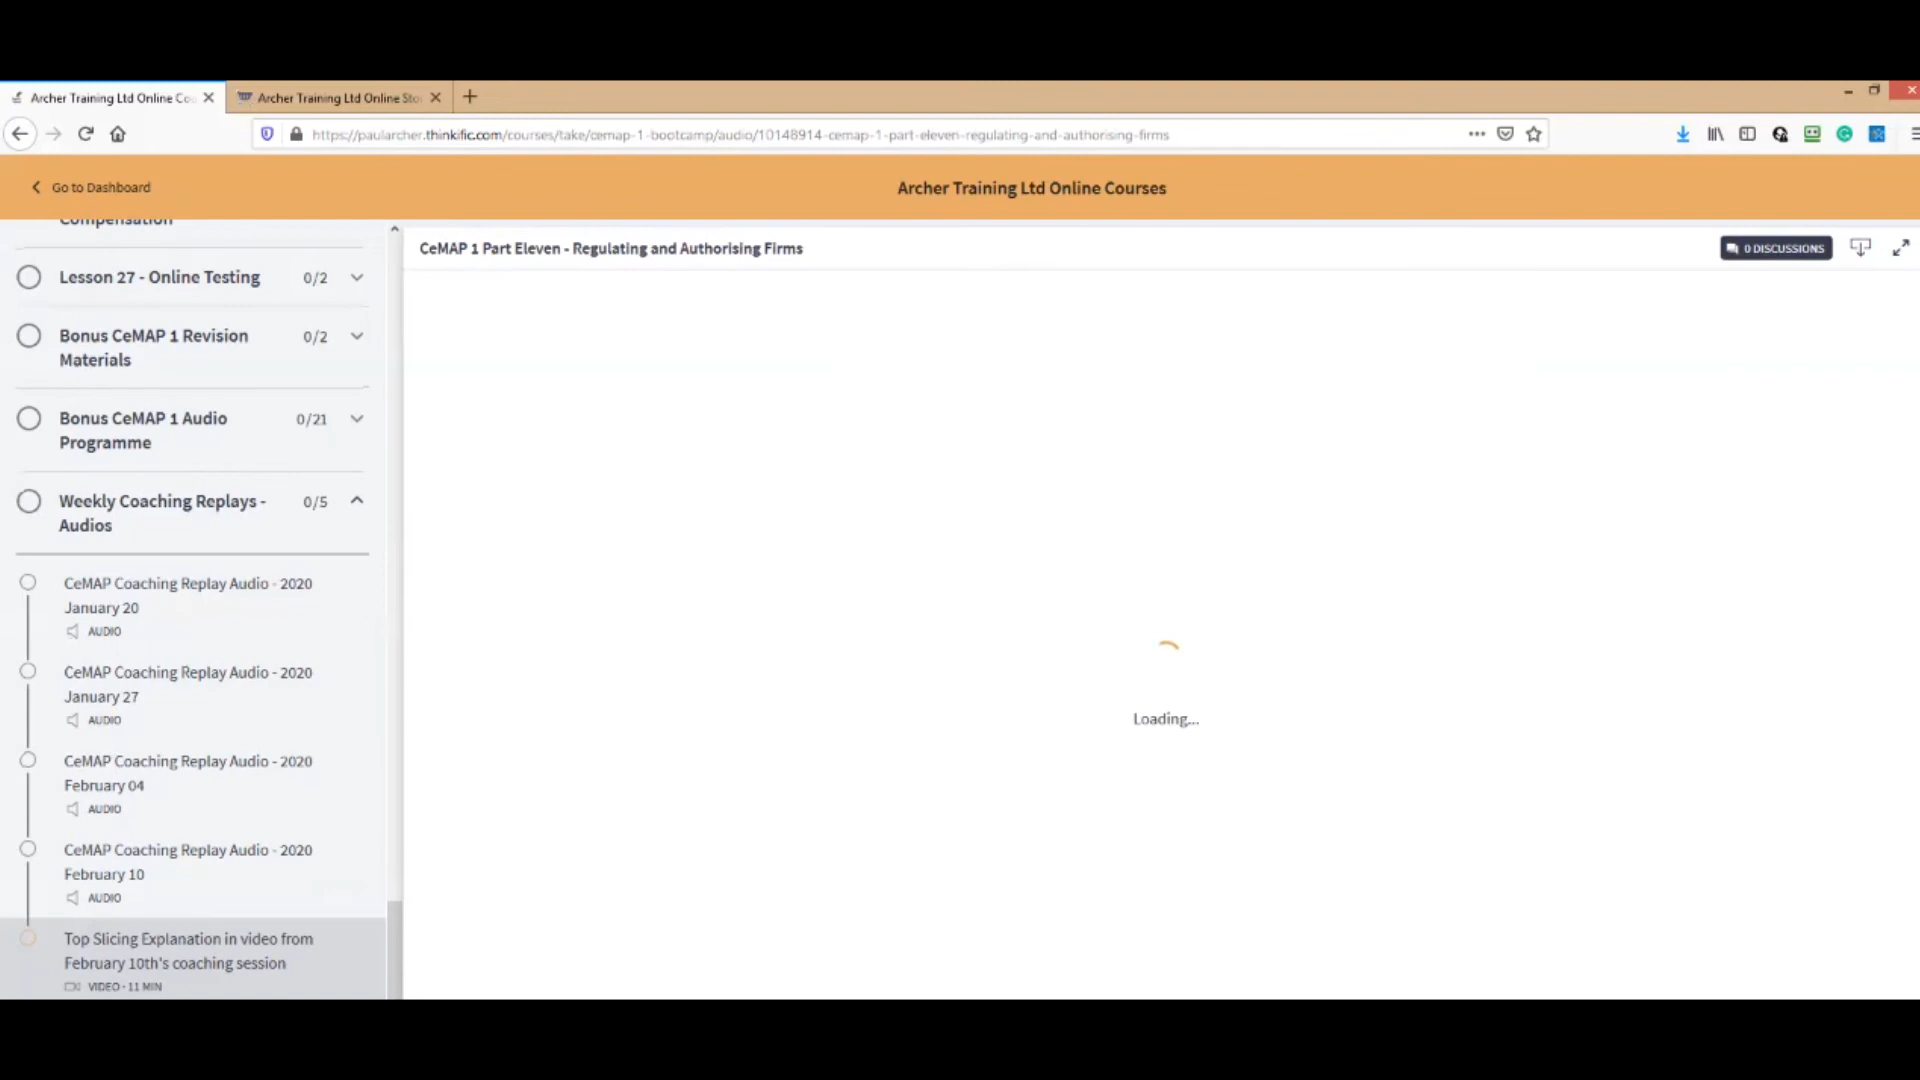 Archer Training Ltd Online Co
Archer Training Ltd Online Sto
https://paularcher.thinkific.com/courses/take/cemap-1-bootcamp/audio/10148914-cemap-1-part-eleven-regulating-and-authorising-firms
Go to Dashboard
Archer Training Ltd Online Courses
Compensation
CeMAP 1 Part Eleven - Regulating and Authorising Firms
0 DISCUSSIONS
Lesson 27 - Online Testing 0/2
Bonus CeMAP 1 Revision 0/2
Materials
Bonus CeMAP 1 Audio 0/21
Programme
Weekly Coaching Replays - 0/5
Audios
CeMAP Coaching Replay Audio - 2020
January 20
AUDIO
CeMAP Coaching Replay Audio - 2020
January 27
AUDIO
Loading...
CeMAP Coaching Replay Audio - 2020
February 04
AUDIO
CeMAP Coaching Replay Audio - 2020
February 10
AUDIO
Top Slicing Explanation in video from
February 10th's coaching session
VIDEO · 11 MIN